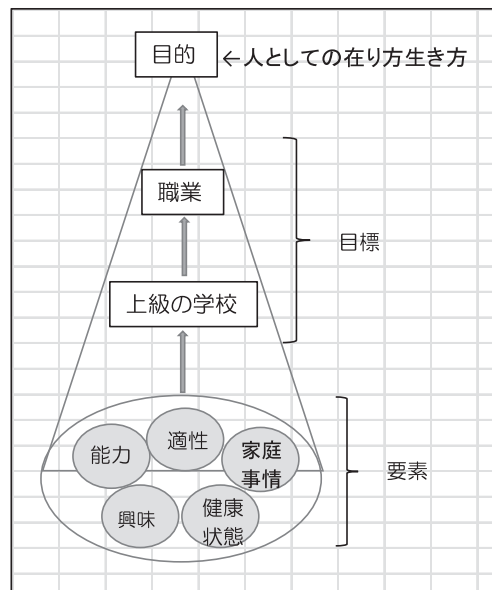 目的
←人としての在り方生き方
職業
目標
上級の学校
能力
適性
家庭
事情
要素
興味
健康
状態